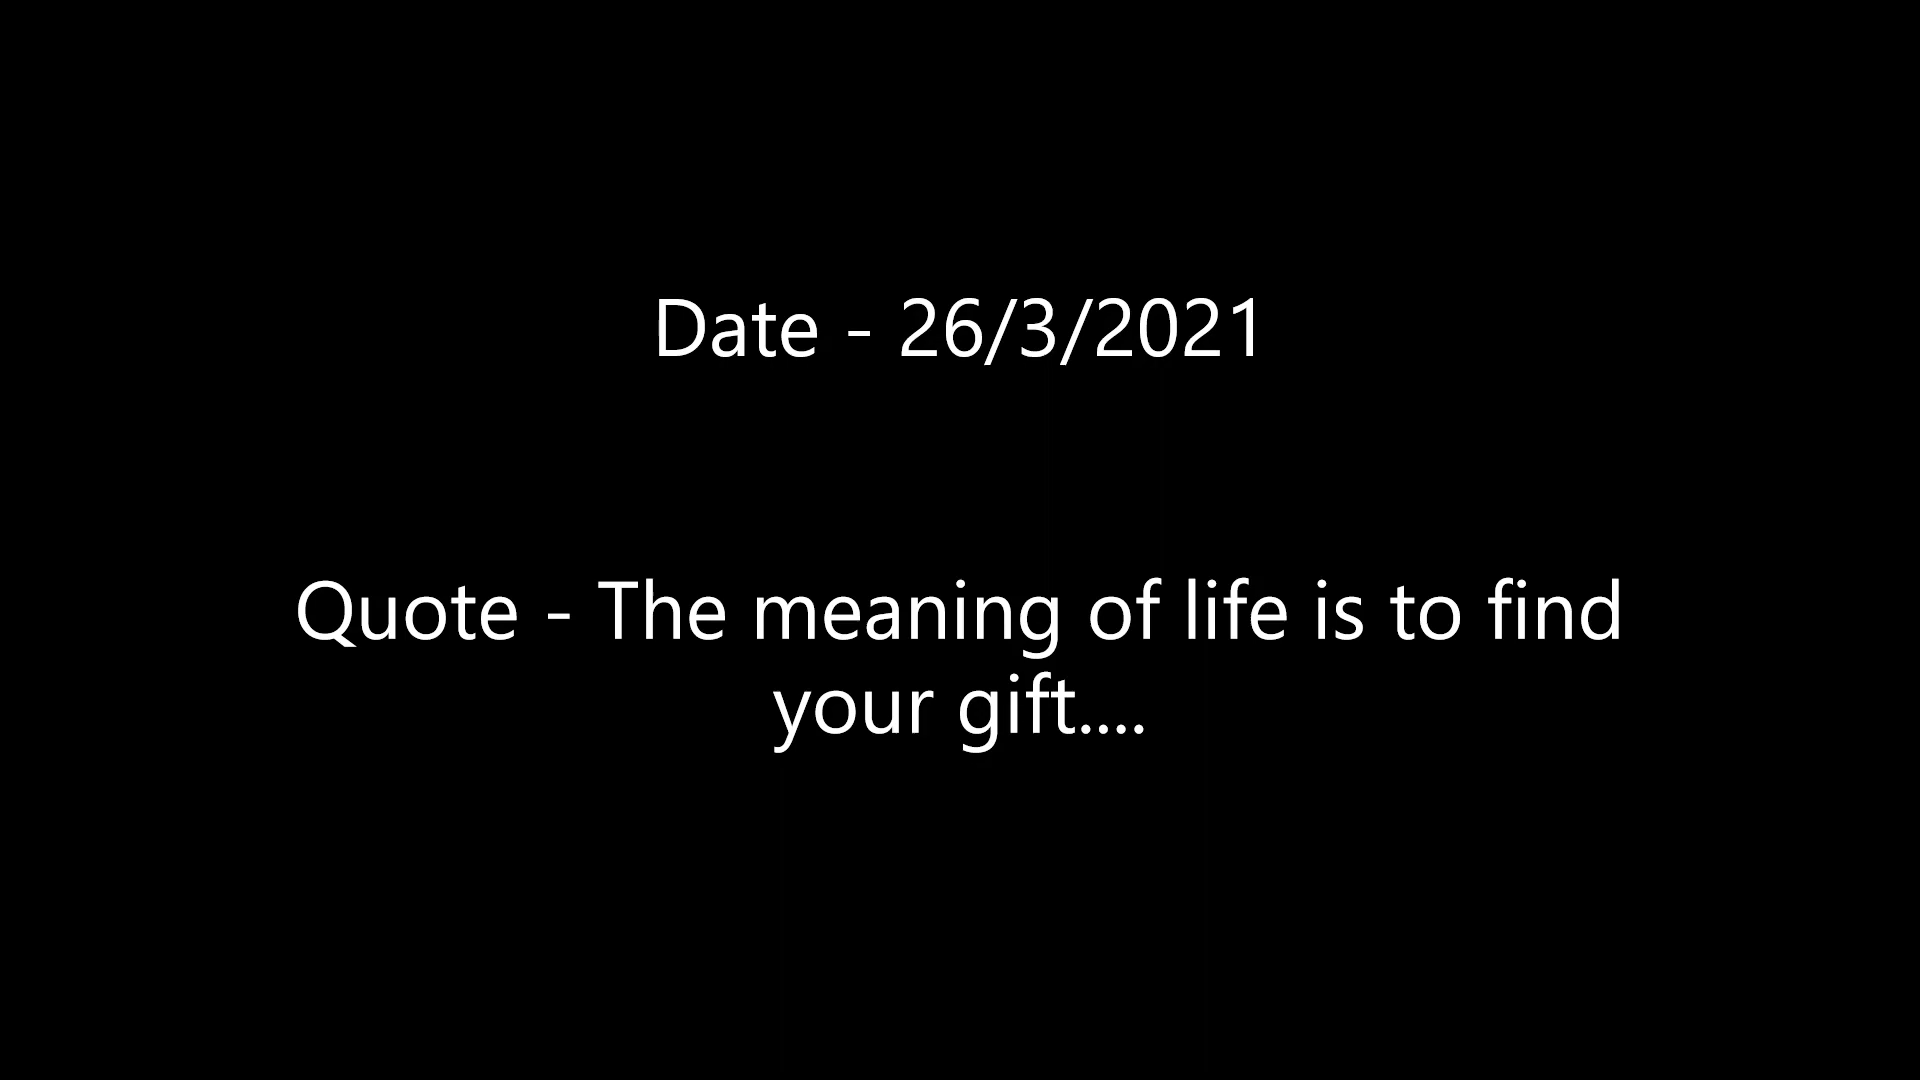 Date - 26/3/2021
Quote - The meaning of life is to find
your gift....